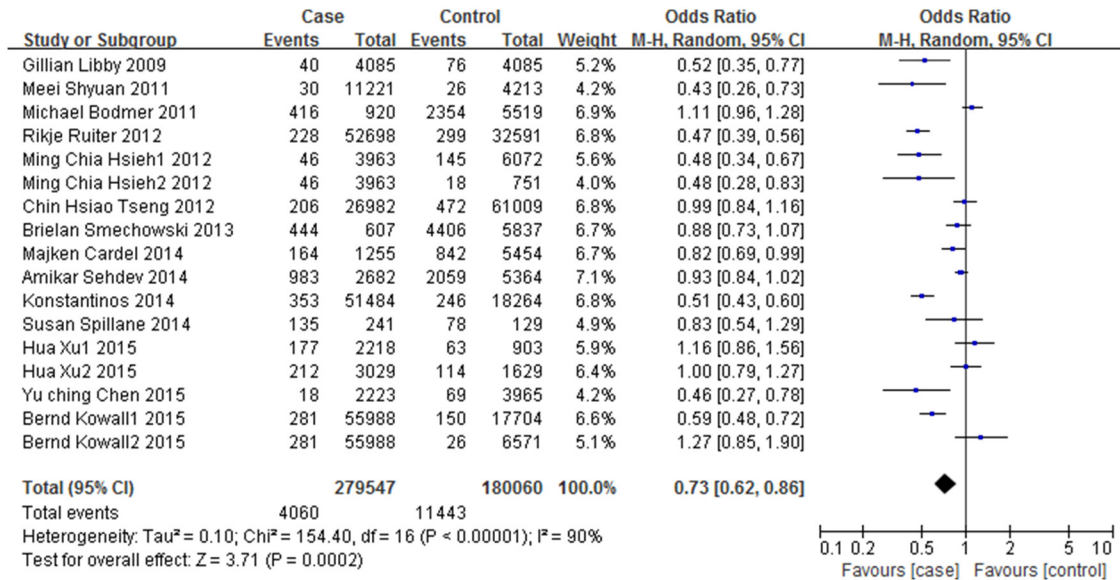 Case Control Odds Ratio Odds Ratio
Study or Subgroup Events Total Events Total Weight M-H, Random, 95% CI M-H, Random, 95% CI
Gillian Libby 2009 40 4085 76 4085 5.2% 0.52 [0.35, 0.77]
Meei Shyuan 2011 30 11221 26 4213 4.2% 0.43 [0.26, 0.73]
Michael Bodmer 2011 416 920 2354 5519 6.9% 1.11 [0.96, 1.28]
Rikje Ruiter 2012 228 52698 299 32591 6.8% 0.47 [0.39, 0.56]
Ming Chia Hsieh1 2012 46 3963 145 6072 5.6% 0.48 [0.34, 0.67]
Ming Chia Hsieh2 2012 46 3963 18 751 4.0% 0.48 [0.28, 0.83]
Chin Hsiao Tseng 2012 206 26982 472 61009 6.8% 0.99 [0.84, 1.16]
Brielan Smechowski 2013 444 607 4406 5837 6.7% 0.88 [0.73, 1.07]
Majken Cardel 2014 164 1255 842 5454 6.7% 0.82 [0.69, 0.99]
Amikar Sehdev 2014 983 2682 2059 5364 7.1% 0.93 [0.84, 1.02]
Konstantinos 2014 353 51484 246 18264 6.8% 0.51 [0.43, 0.60]
Susan Spillane 2014 135 241 78 129 4.9% 0.83 [0.54, 1.29]
Hua Xu1 2015 177 2218 63 903 5.9% 1.16 [0.86, 1.56]
Hua Xu2 2015 212 3029 114 1629 6.3% 1.00 [0.79, 1.27]
Yu ching Chen 2015 18 2223 69 3965 4.1% 0.46 [0.27, 0.78]
Bernd Kowall1 2015 281 55988 150 17704 6.6% 0.59 [0.48, 0.72]
Bernd Kowall2 2015 281 55988 26 6571 5.1% 1.27 [0.85, 1.90]
Total (95% CI) 279547 180060 100.0% 0.73 [0.62, 0.86]
Total events 4060 11443
Heterogeneity: Tau² = 0.10; Chi² = 154.40, df = 16 (P < 0.00001); I² = 90%
Test for overall effect: Z = 3.71 (P = 0.0002)
0.1 0.2 0.5 1 2 5 10
Favours [case] Favours [control]